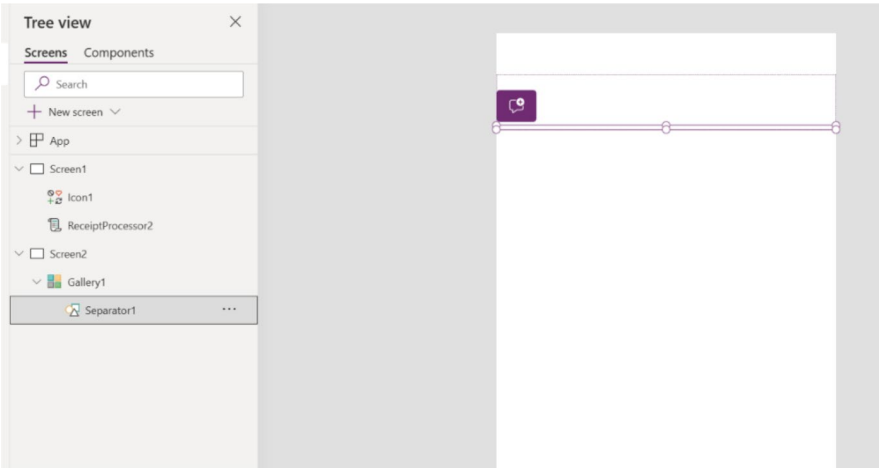 Tree view
Screens Components
Search
New screen
App
Screen1
Icon1
ReceiptProcessor2
Screen2
Gallery1
Separator1